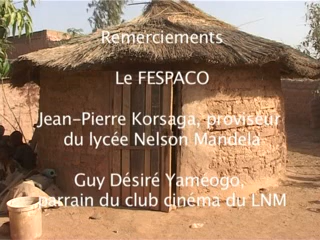 Remerciements
Le FESPACO
Jean-Pierre Korsaga, proviseur
du lycée Nelson Mandela
Guy Désiré Yameogo,
parrain du club cinéma du LNM